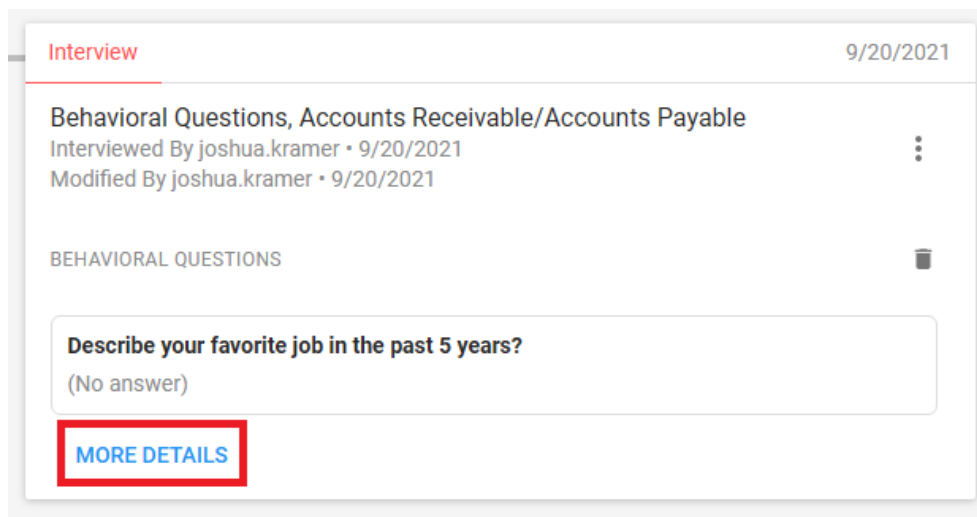 Interview 9/20/2021
Behavioral Questions, Accounts Receivable/Accounts Payable
Interviewed By joshua.kramer • 9/20/2021
Modified By joshua.kramer • 9/20/2021
BEHAVIORAL QUESTIONS
Describe your favorite job in the past 5 years?
(No answer)
MORE DETAILS